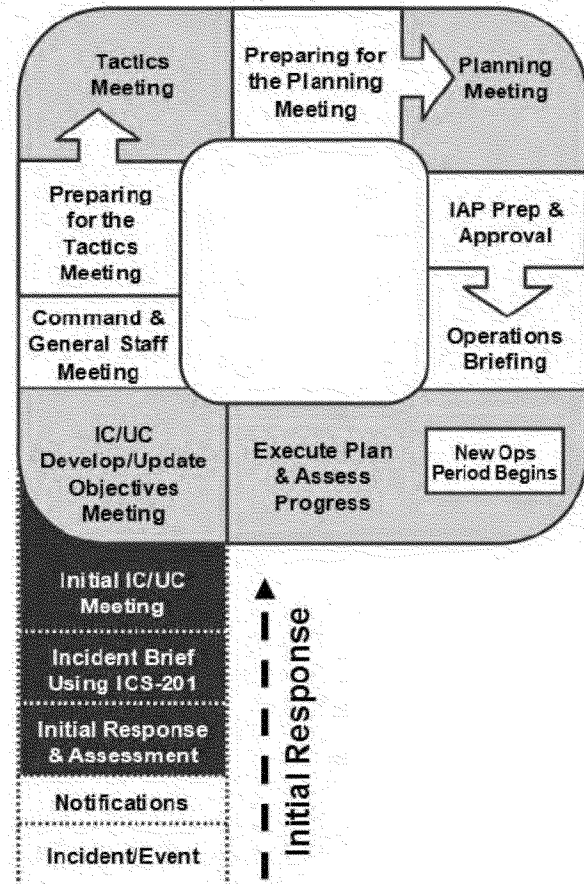 Tactics
Meeting
Preparing for
the Planning
Meeting
Planning
Meeting
Preparing
for the
Tactics
Meeting
IAP Prep &
Approval
Command &
General Staff
Meeting
Operations
Briefing
IC/UC
Develop/Update
Objectives
Meeting
Execute Plan
& Assess
Progress
New Ops
Period Begins
Initial IC/UC
Meeting
Incident Brief
Using ICS-201
Initial Response
& Assessment
Notifications
Incident/Event
Initial Response